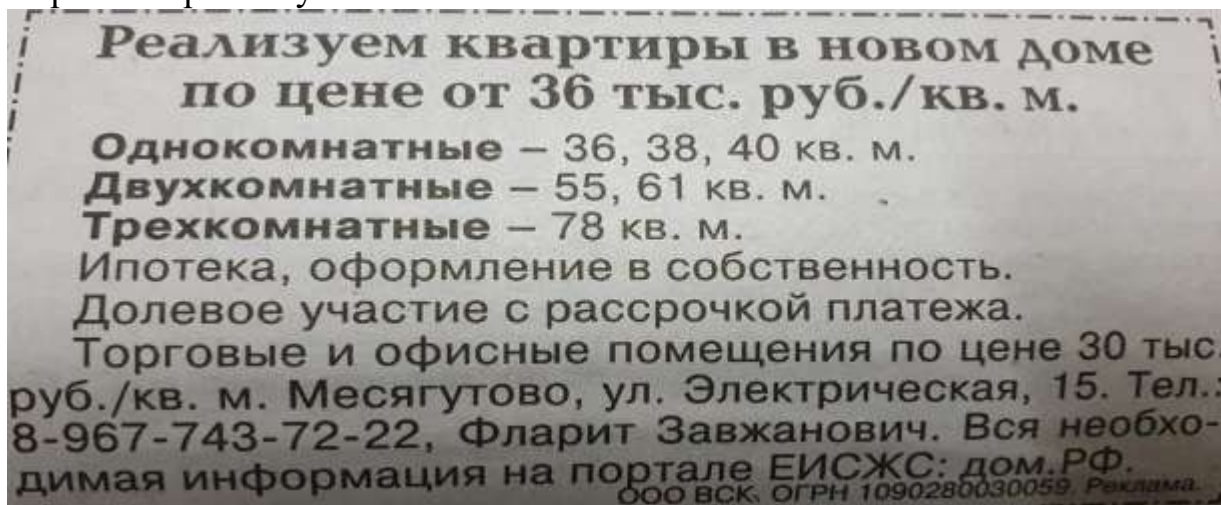 Реализуем квартиры в новом доме
по цене от 36 тыс. руб./кв. м.
Однокомнатные – 36, 38, 40 кв. м.
Двухкомнатные – 55, 61 кв. м.
Трехкомнатные – 78 кв. м.
Ипотека, оформление в собственность.
Долевое участие с рассрочкой платежа.
Торговые и офисные помещения по цене 30 тыс.
руб./кв. м. Месягутово, ул. Электрическая, 15. Тел.:
8-967-743-72-22, Фларит Завжанович. Вся необхо-
димая информация на портале ЕИСЖС: дом.РФ.
ООО ВСК, ОГРН 1090280030059. Реклама.